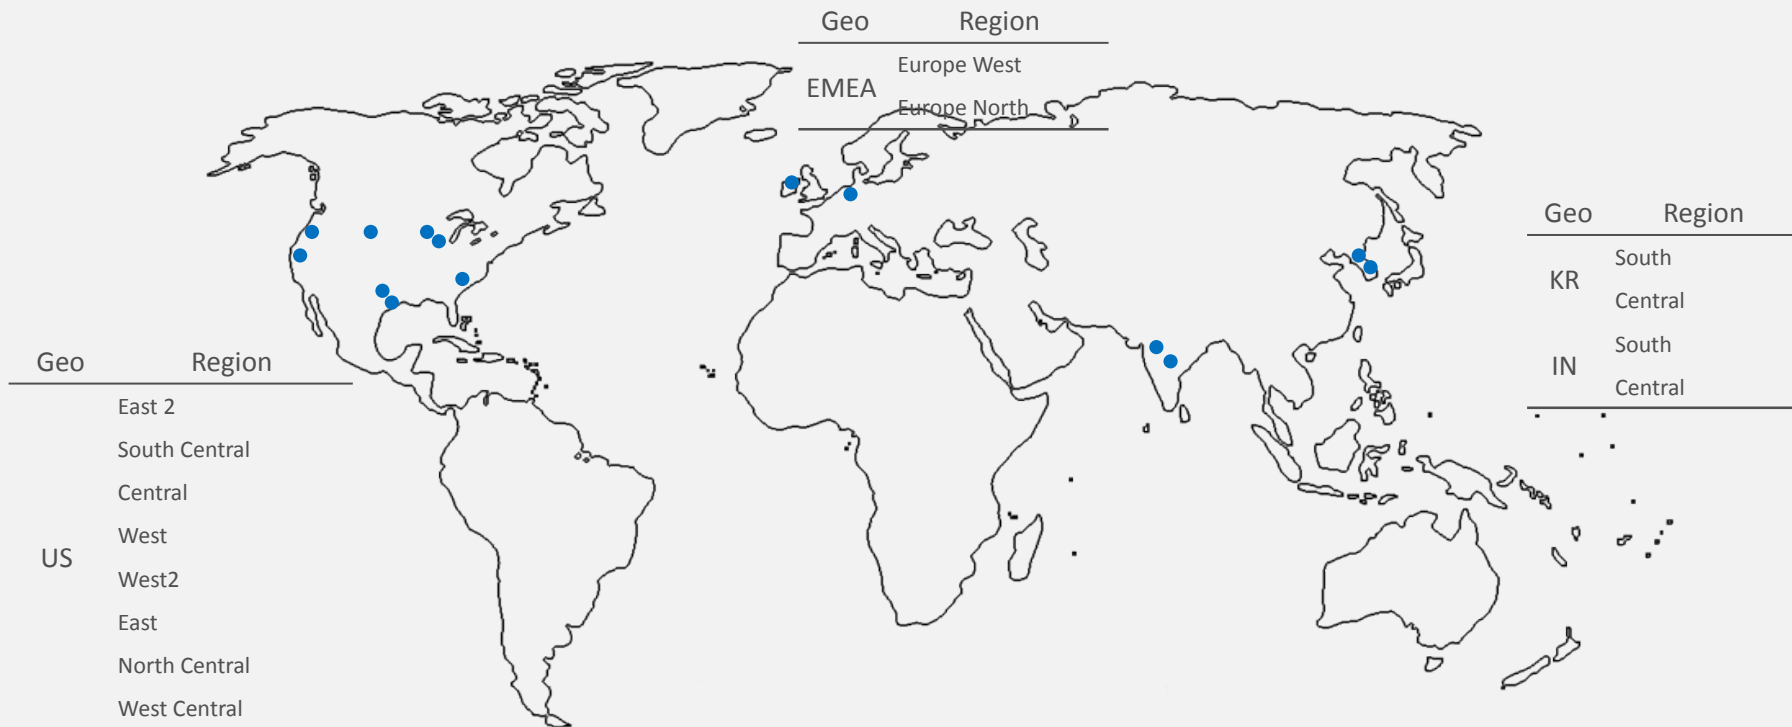 Geo Region
Europe West
EMEA
Europe North
Geo Region
South
KR
Central
South
IN
Central
Geo Region
East 2
South Central
Central
West
US
West2
East
North Central
West Central